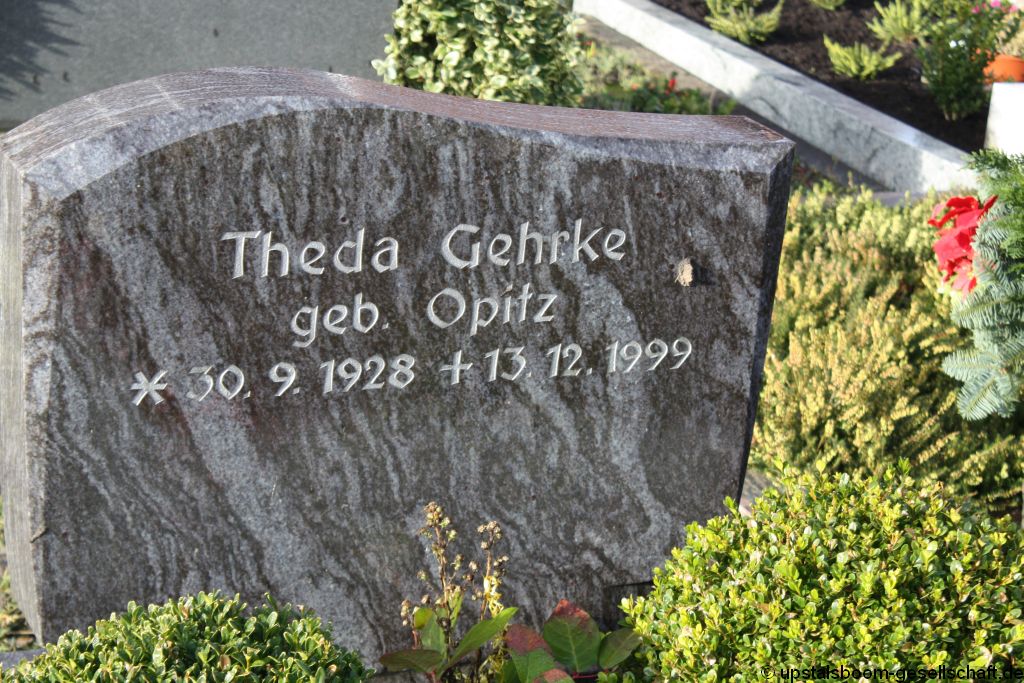 Theda Gehrke
geb. Opitz
* 30. 9. 1928 + 13. 12. 1999
© upstalsboom-gesellschaft.de